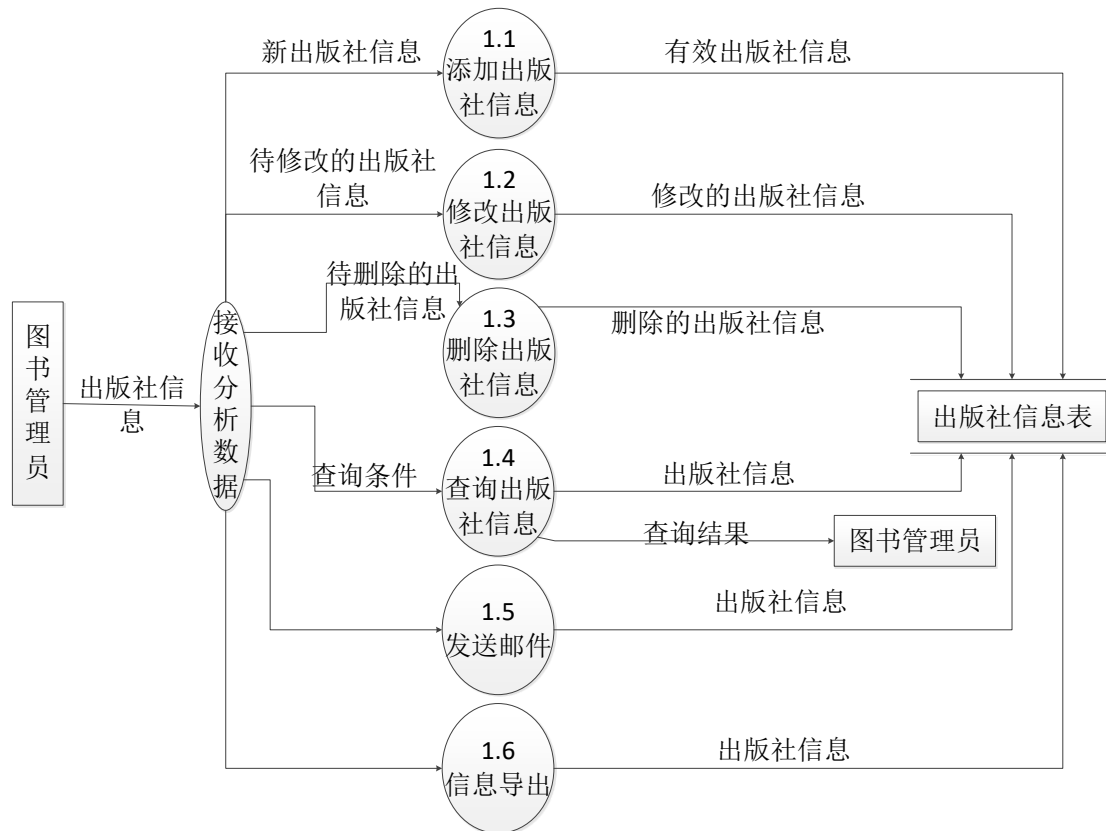 新出版社信息
1.1
添加出版
社信息
有效出版社信息
待修改的出版社
信息
1.2
修改出版
社信息
修改的出版社信息
待删除的出
版社信息
1.3
删除出版
社信息
删除的出版社信息
图
书
管
理
员
出版社信
息
接
收
分
析
数
据
出版社信息表
查询条件
1.4
查询出版
社信息
出版社信息
查询结果
图书管理员
1.5
发送邮件
出版社信息
1.6
信息导出
出版社信息